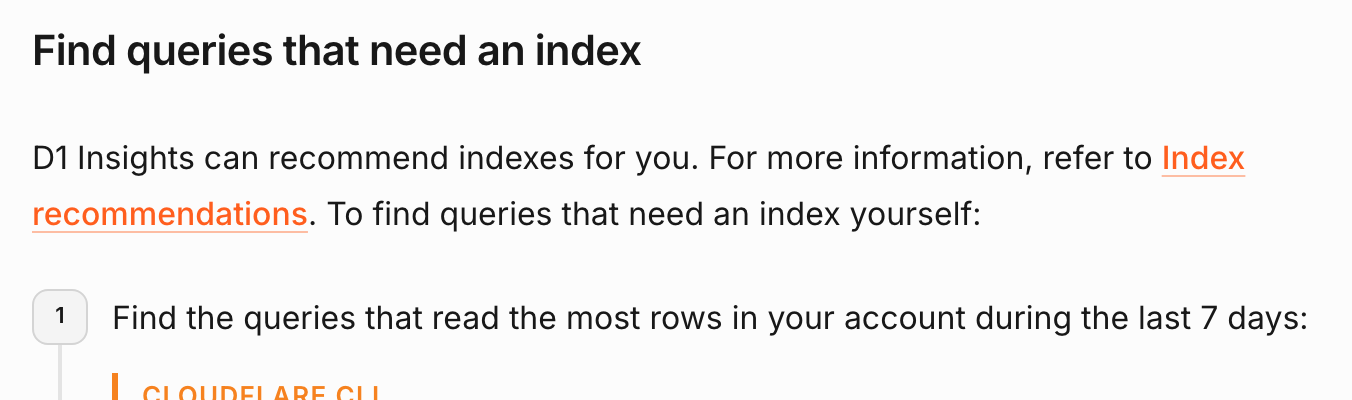 Find queries that need an index
D1 Insights can recommend indexes for you. For more information, refer to Index
recommendations. To find queries that need an index yourself:
1
Find the queries that read the most rows in your account during the last 7 days:
CLOUDFLARE CLI